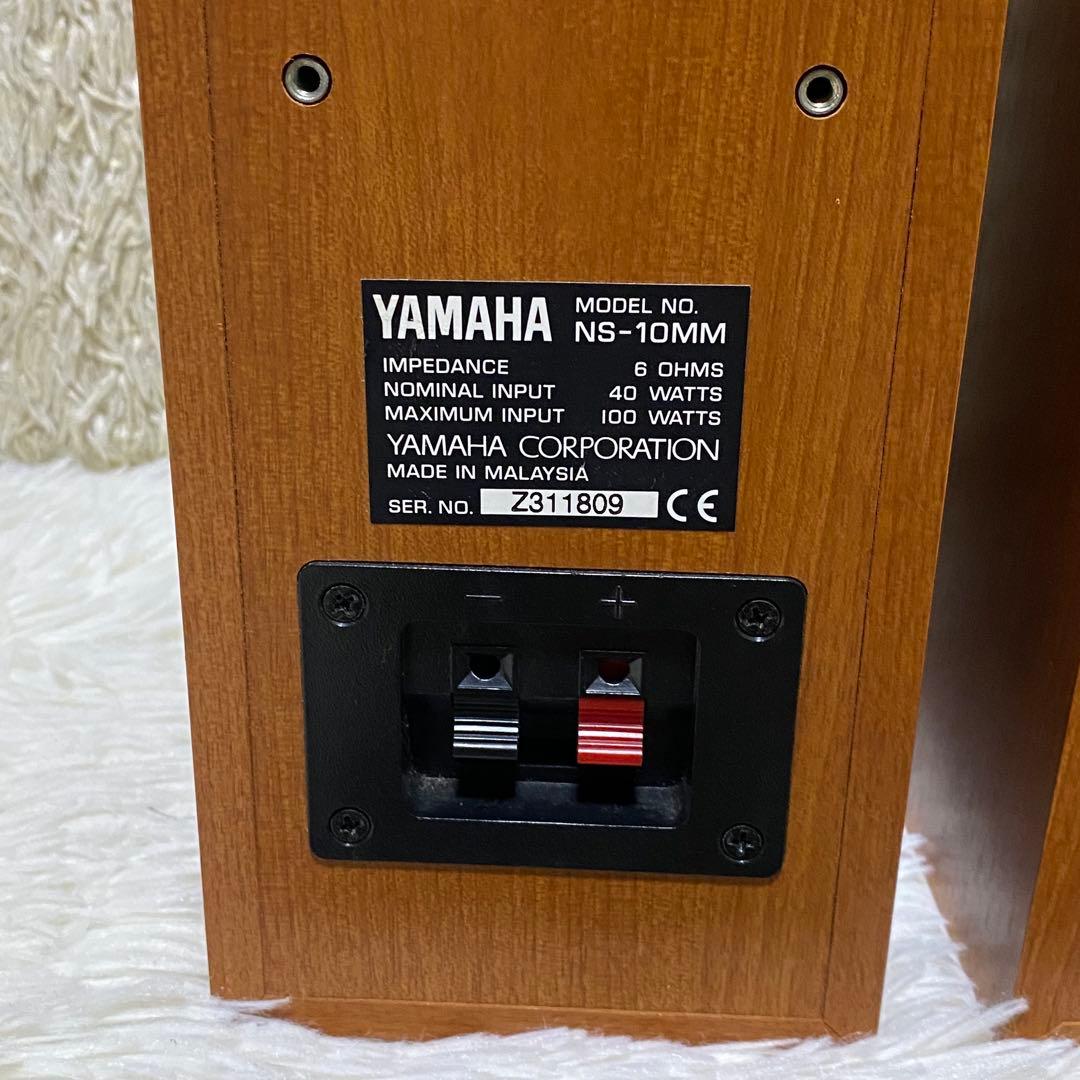 YAMAHA MODEL NO.
NS-10MM
IMPEDANCE 6 OHMS
NOMINAL INPUT 40 WATTS
MAXIMUM INPUT 100 WATTS
YAMAHA CORPORATION
MADE IN MALAYSIA
SER. NO. Z311809 CE
− +